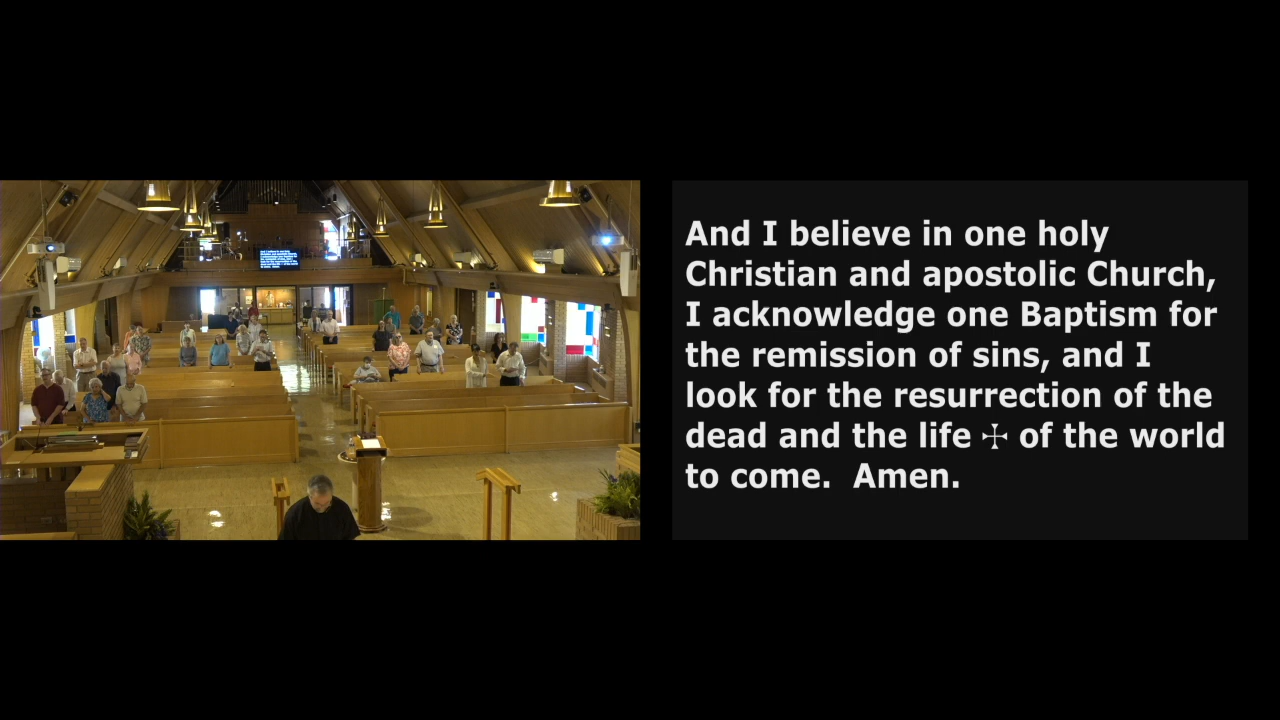 And I believe in one holy
Christian and apostolic Church,
I acknowledge one Baptism for
the remission of sins, and I
look for the resurrection of the
dead and the life ☩ of the world
to come.  Amen.